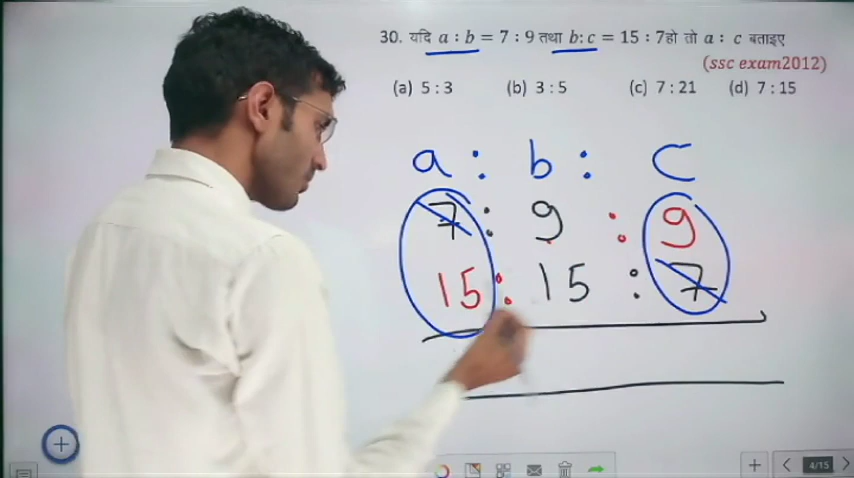 30. यदि a : b = 7 : 9 तथा b: c = 15 : 7हो तो a : c बताइए
(ssc exam2012)
(a) 5 : 3 (b) 3 : 5 (c) 7 : 21 (d) 7 : 15
a : b : c
7 : 9 : 9
15 : 15 : 7
4/15